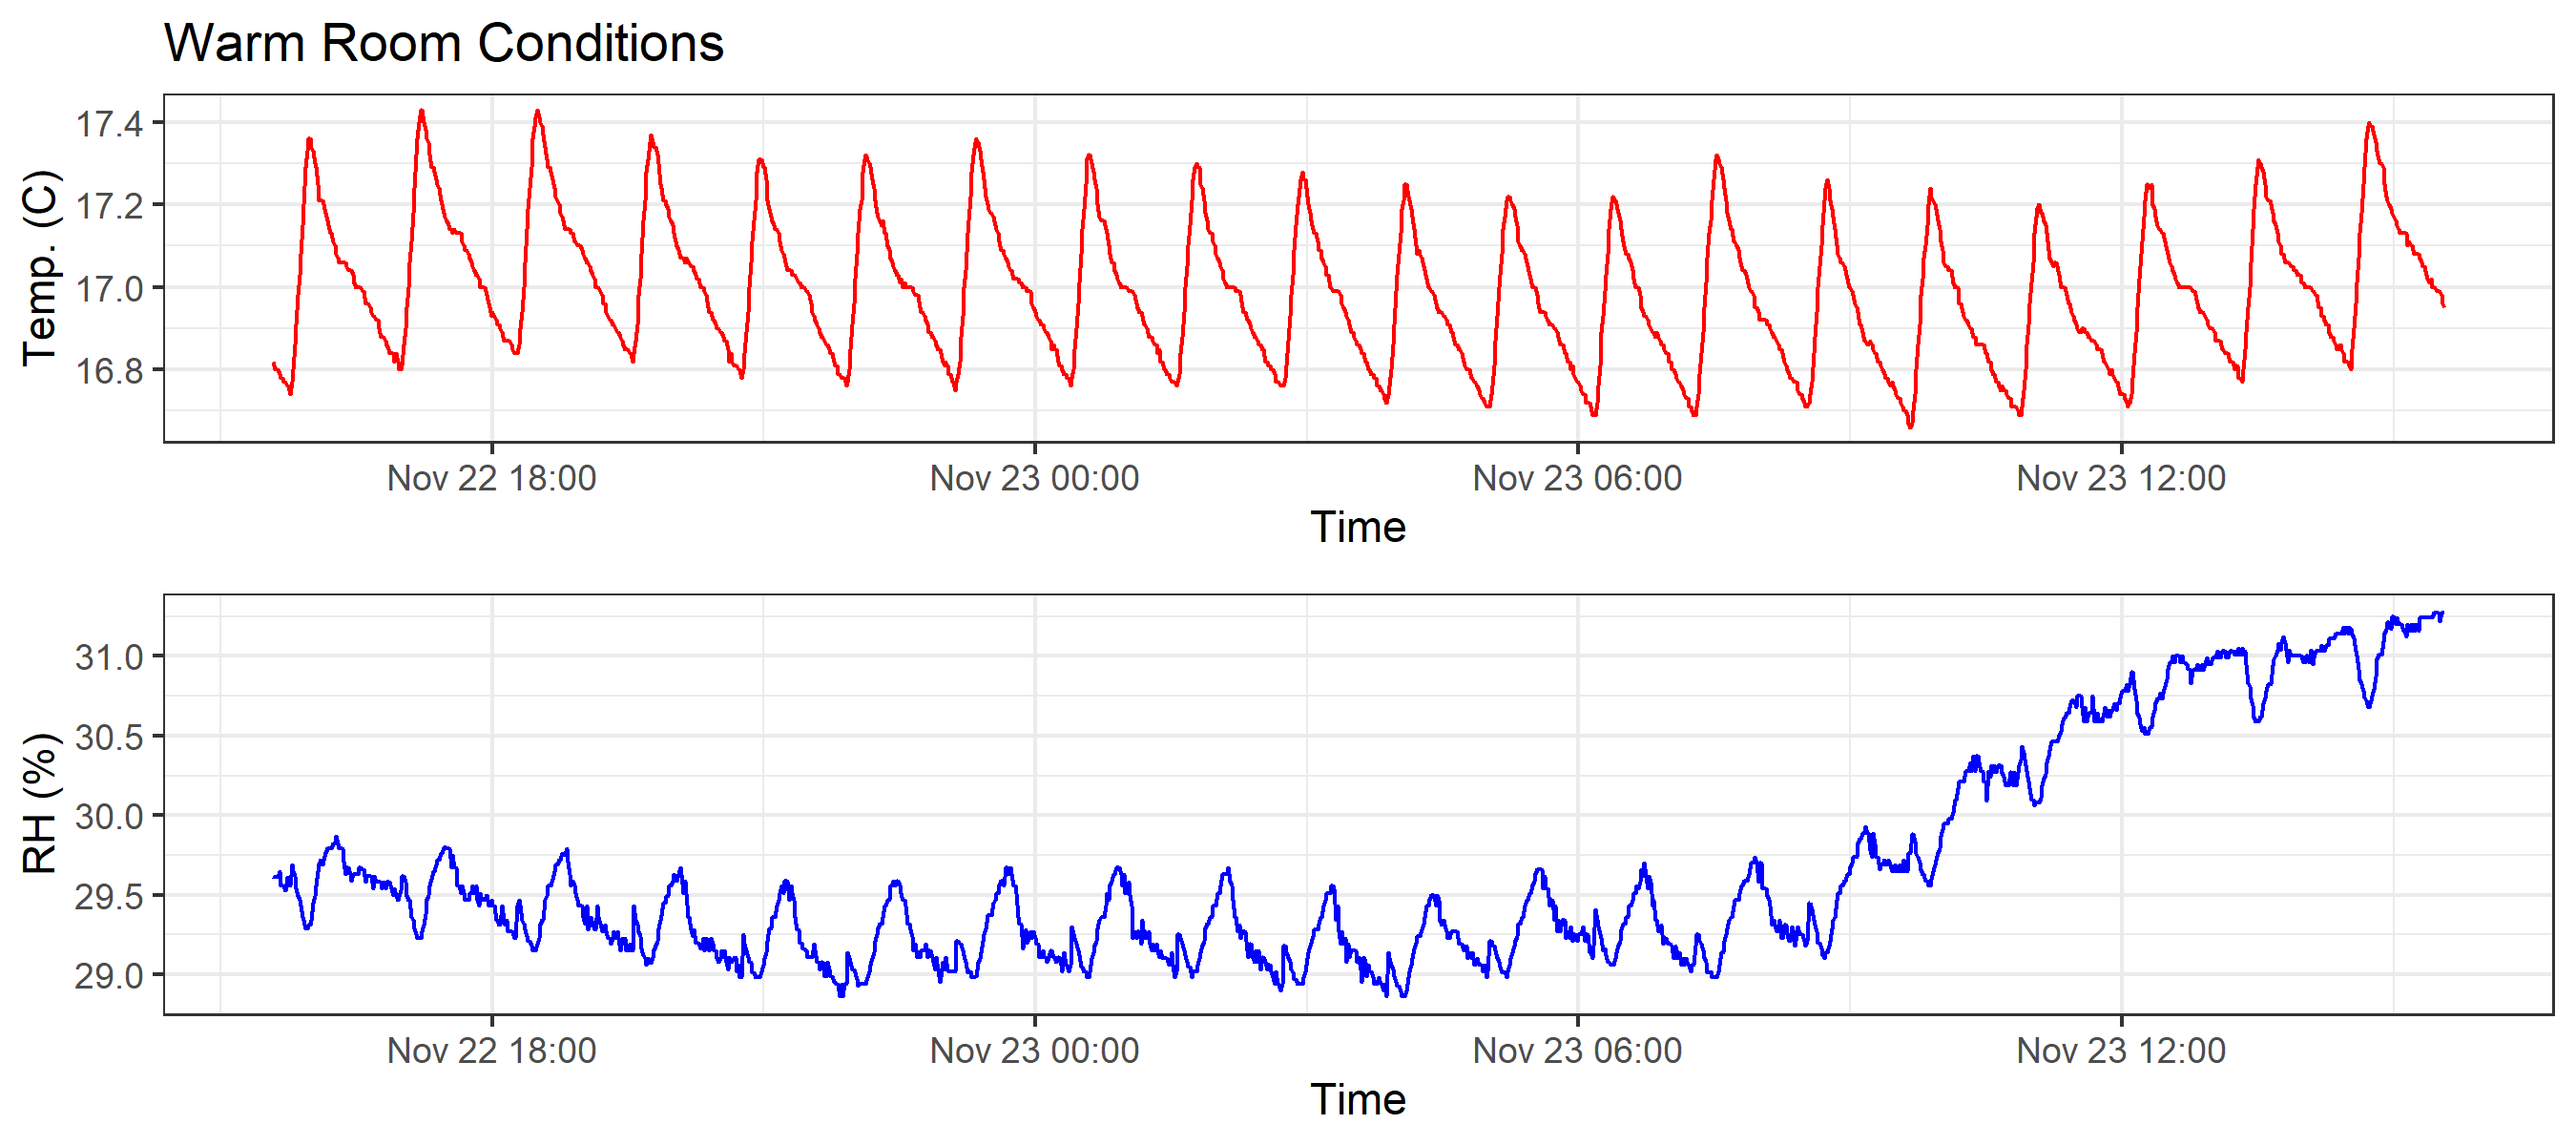 Warm Room Conditions
Temp. (C)
17.4
17.2
17.0
16.8
Nov 22 18:00 Nov 23 00:00 Nov 23 06:00 Nov 23 12:00
Time
RH (%)
31.0
30.5
30.0
29.5
29.0
Nov 22 18:00 Nov 23 00:00 Nov 23 06:00 Nov 23 12:00
Time